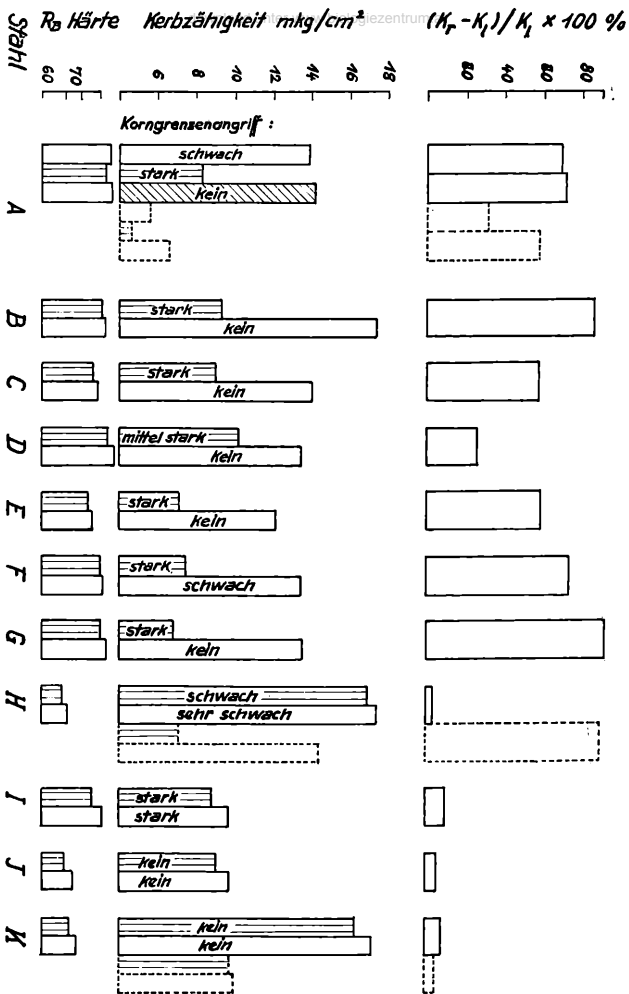 Stahl R_B Härte Kerbzähigkeit mkg/cm² (K_r - K_l) / K_l × 100 %
60 70 6 8 10 12 14 16 18 20 40 60 80
Korngrenzenangriff :
A
schwach
stark
kein
B
stark
kein
C
stark
kein
D
mittel stark
kein
E
stark
kein
F
stark
schwach
G
stark
kein
H
schwach
sehr schwach
I
stark
stark
J
kein
kein
K
kein
kein